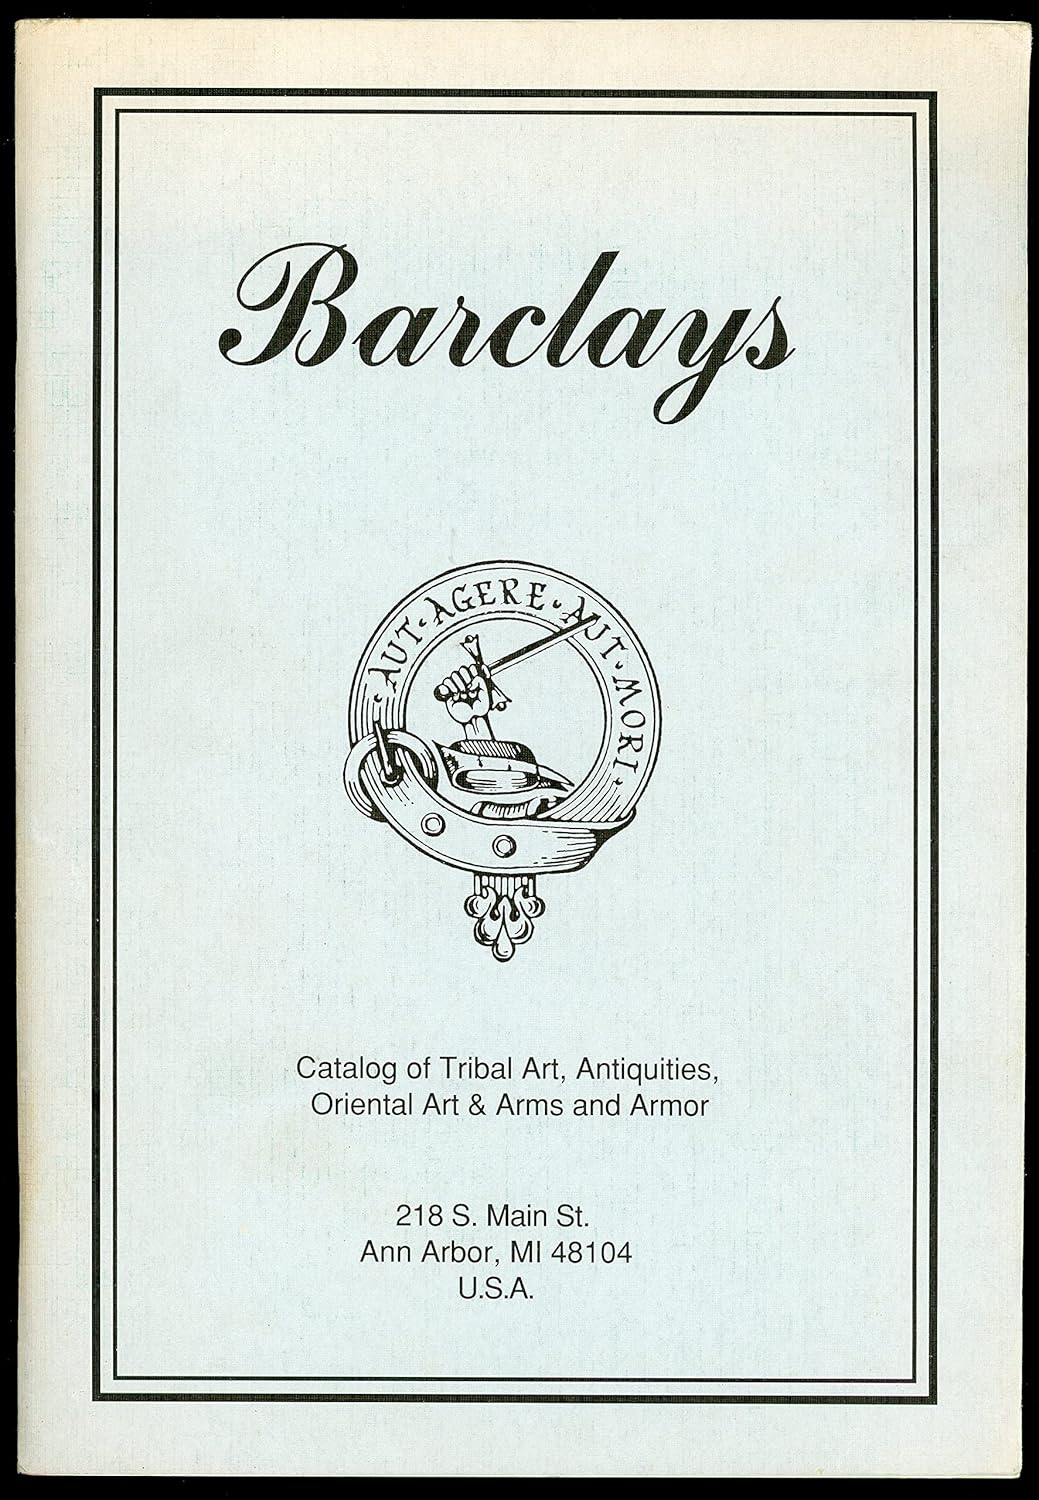 Barclays
·AUT·AGERE·AUT·MORI·
Catalog of Tribal Art, Antiquities,
Oriental Art & Arms and Armor
218 S. Main St.
Ann Arbor, MI 48104
U.S.A.